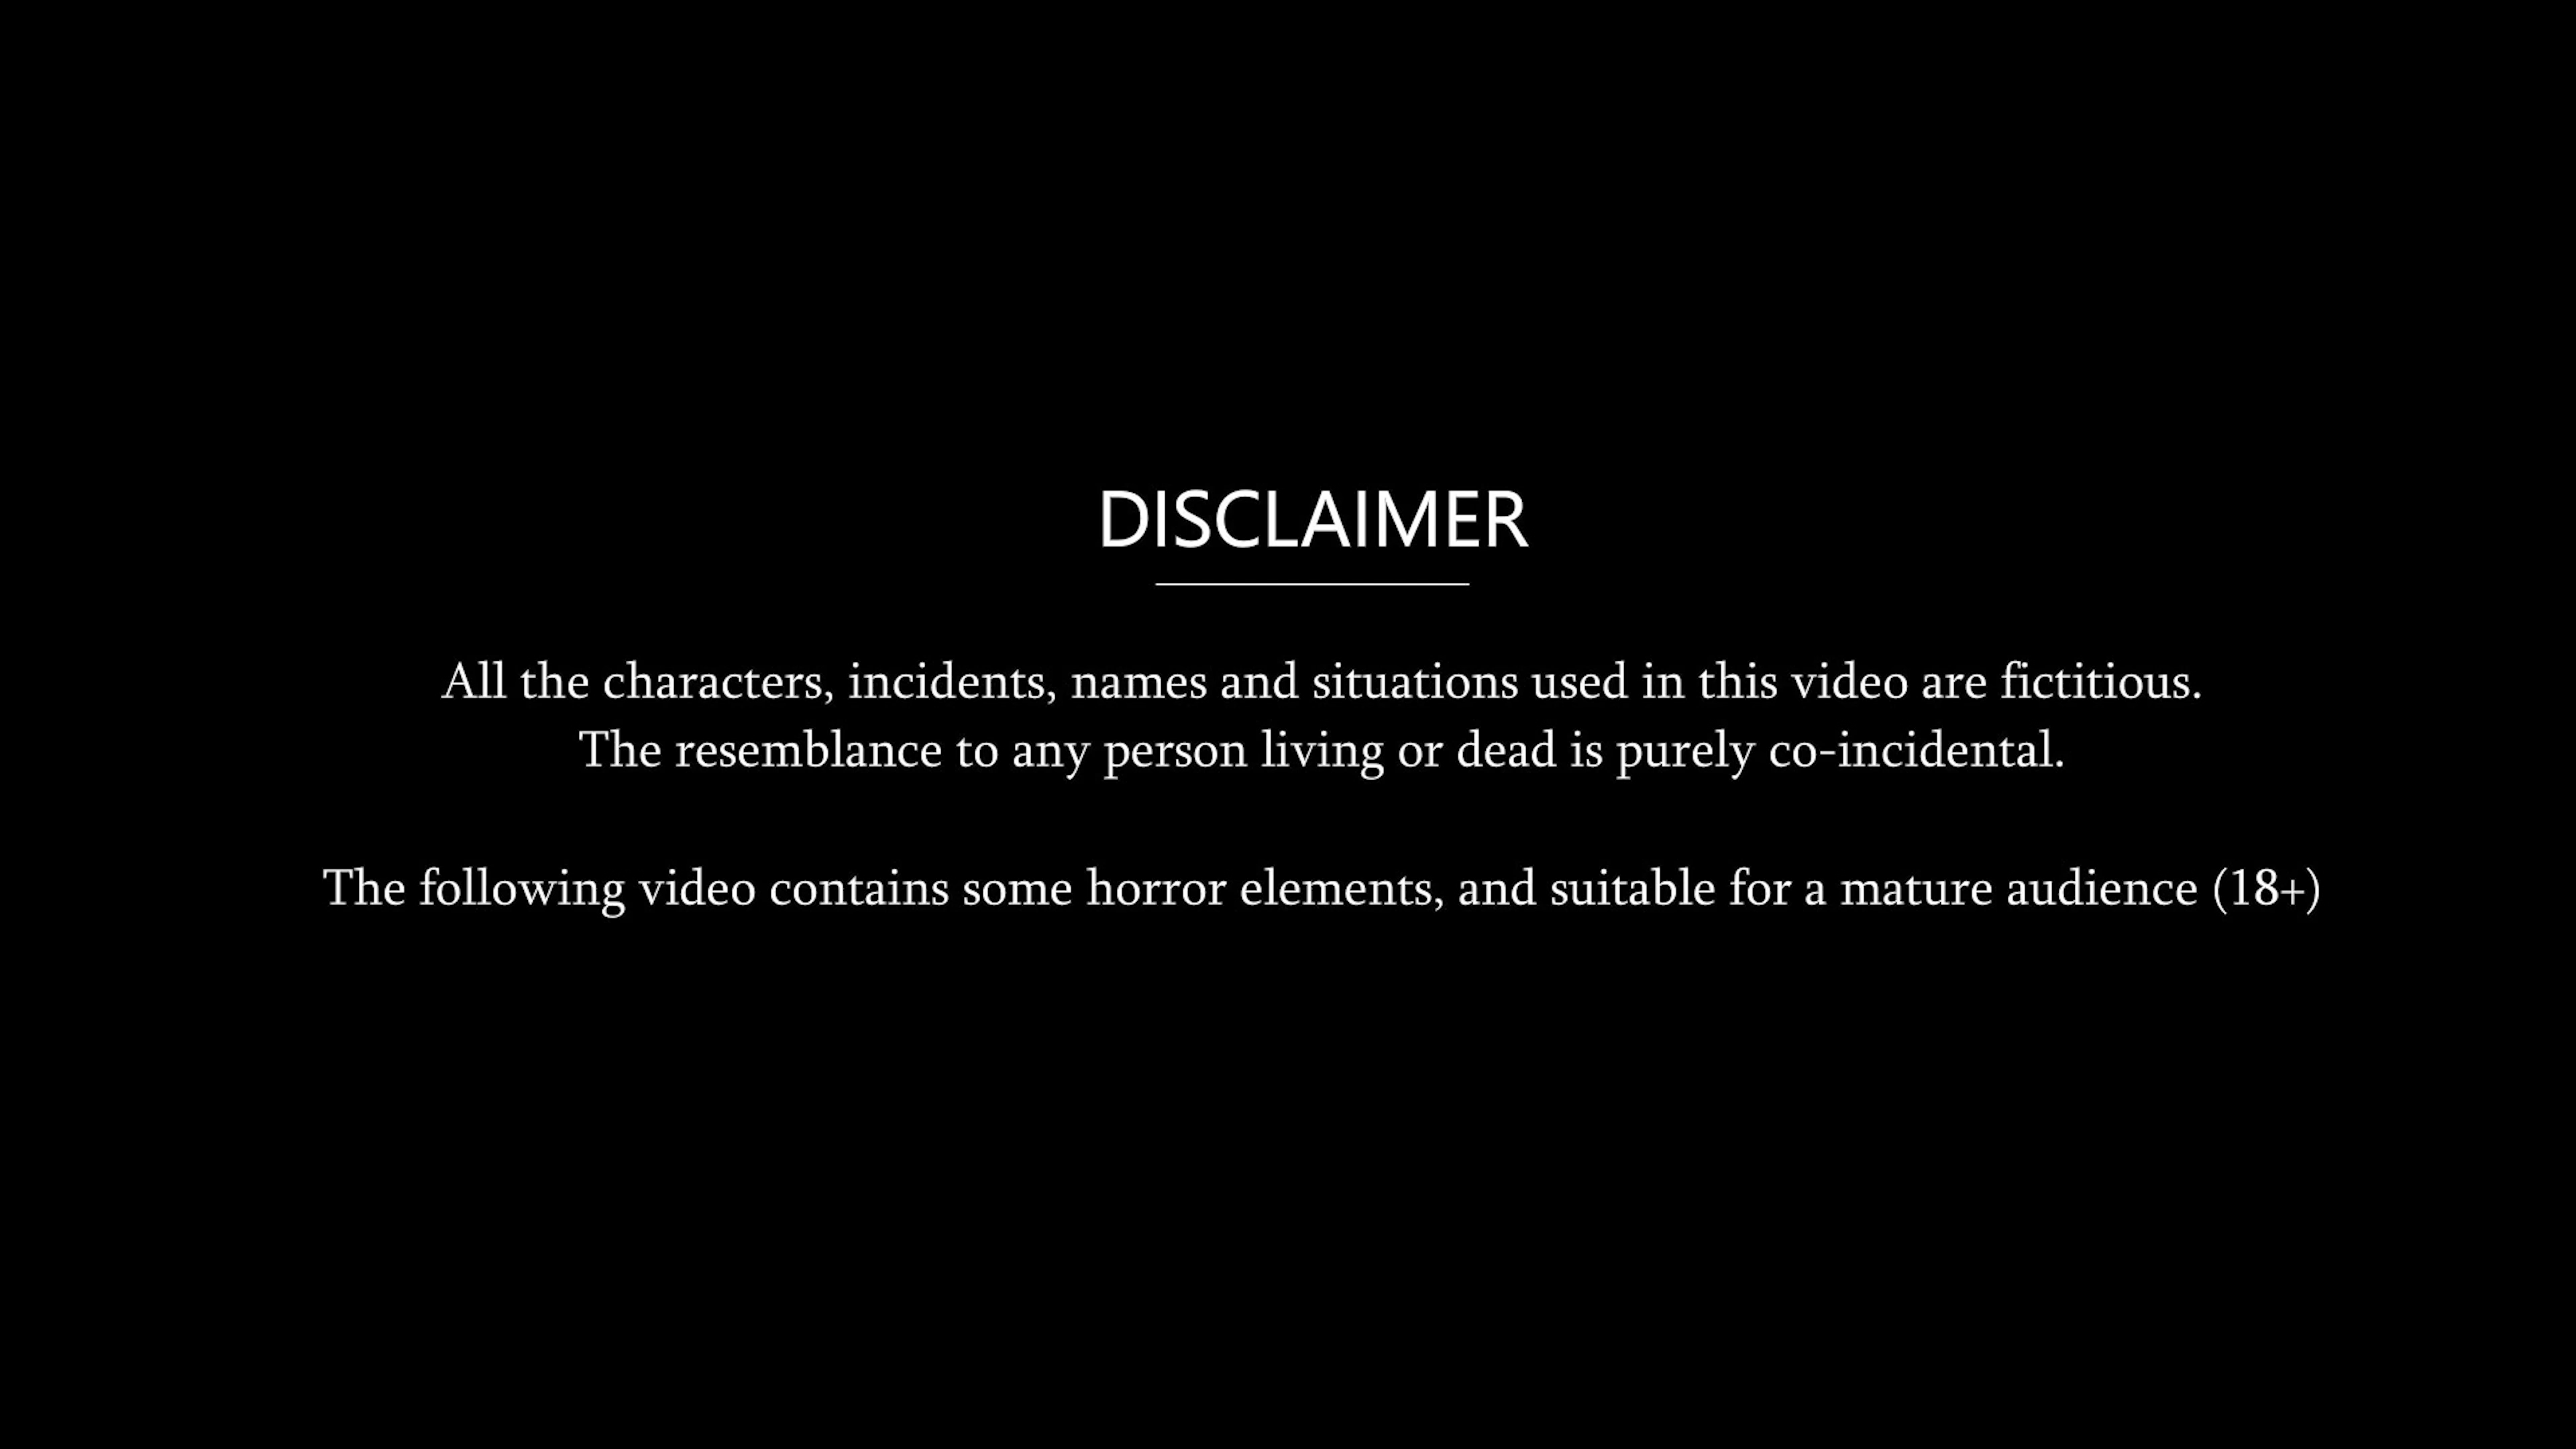 DISCLAIMER
All the characters, incidents, names and situations used in this video are fictitious.
The resemblance to any person living or dead is purely co-incidental.
The following video contains some horror elements, and suitable for a mature audience (18+)